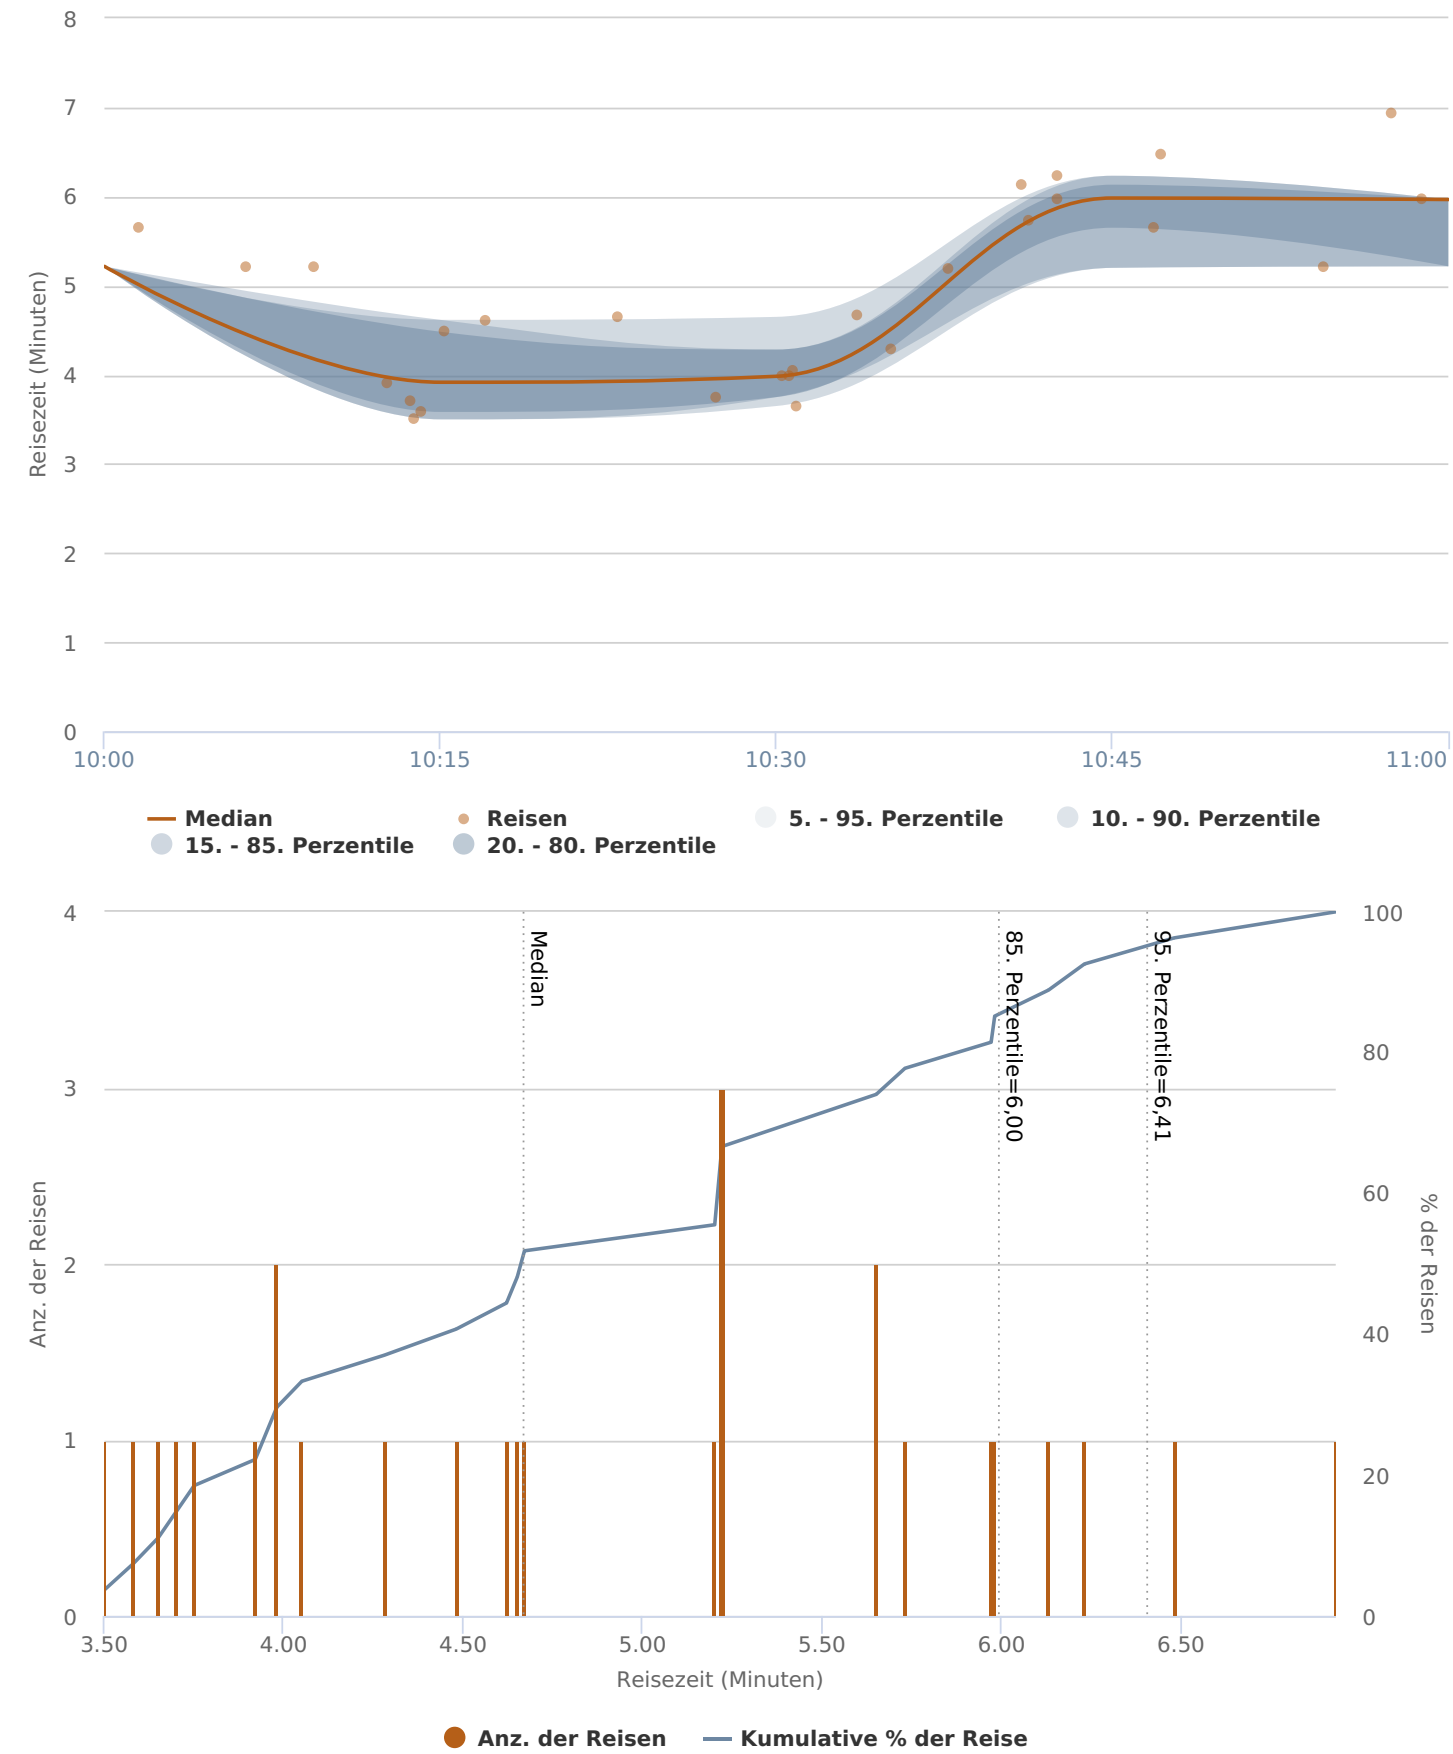 8
7
6
5
4
3
2
1
0
Reisezeit (Minuten)
10:00 10:15 10:30 10:45 11:00
Median Reisen 5. - 95. Perzentile 10. - 90. Perzentile
15. - 85. Perzentile 20. - 80. Perzentile
4
3
2
1
0
Anz. der Reisen
Median
85. Perzentile=6,00
95. Perzentile=6,41
100
80
60
40
20
0
% der Reisen
3.50 4.00 4.50 5.00 5.50 6.00 6.50
Reisezeit (Minuten)
Anz. der Reisen Kumulative % der Reise